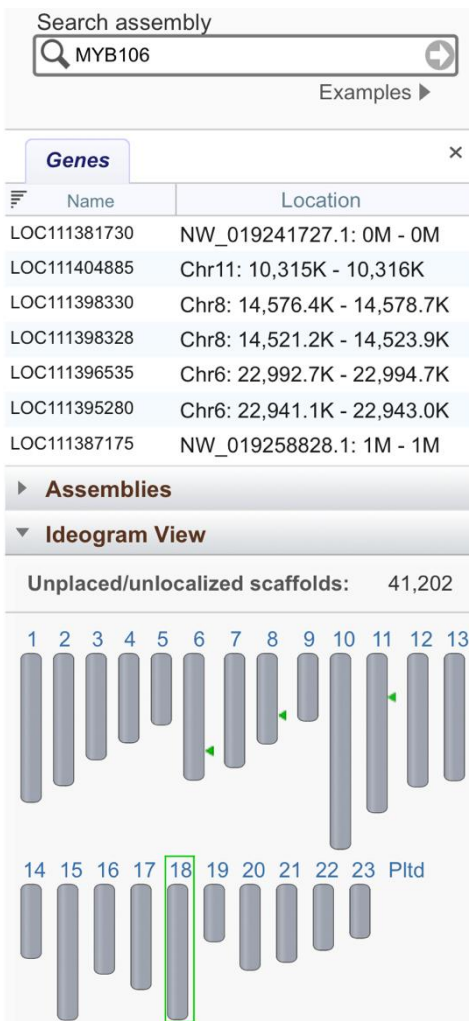 Search assembly
MYB106
Examples
Genes
Name Location
LOC111381730 NW_019241727.1: 0M - 0M
LOC111404885 Chr11: 10,315K - 10,316K
LOC111398330 Chr8: 14,576.4K - 14,578.7K
LOC111398328 Chr8: 14,521.2K - 14,523.9K
LOC111396535 Chr6: 22,992.7K - 22,994.7K
LOC111395280 Chr6: 22,941.1K - 22,943.0K
LOC111387175 NW_019258828.1: 1M - 1M
Assemblies
Ideogram View
Unplaced/unlocalized scaffolds: 41,202
1 2 3 4 5 6 7 8 9 10 11 12 13
14 15 16 17 18 19 20 21 22 23 Pltd